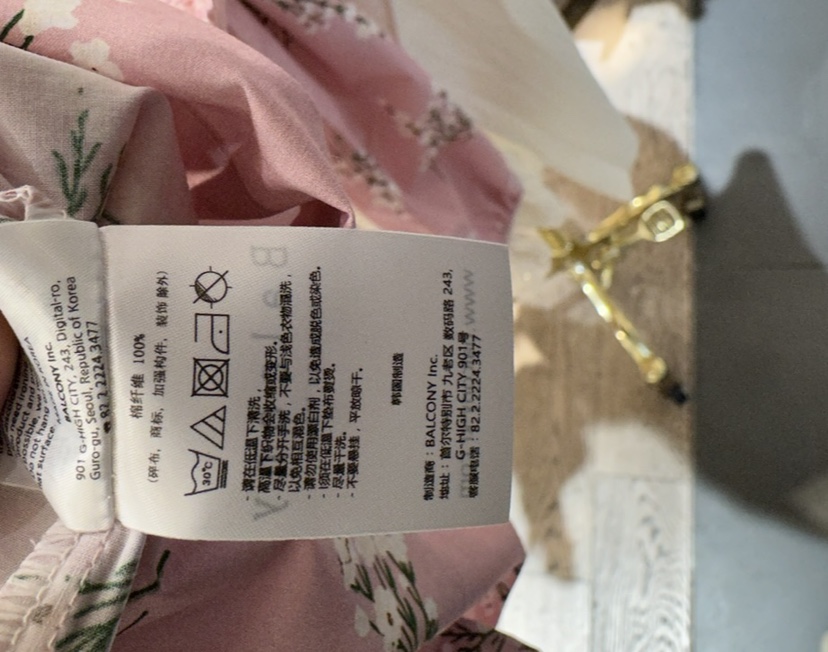 棉纤维 100%
(碎布, 商标, 加强构件, 装饰 除外)
30℃
- 请在低温下清洗,
高温下织物会收缩或变形.
- 尽量分开手洗, 不要与浅色衣物混洗,
以免相互染色.
- 请勿使用漂白剂, 以免造成脱色或染色.
- 须在低温下垫布熨烫.
- 尽量干洗.
- 不要悬挂, 平放晾干.
韩国制造
制造商 : BALCONY Inc.
地址 : 首尔特别市 九老区 数码路 243,
G-HIGH CITY 901号
客服电话 : 82.2.2224.3477
www
BALCONY Inc.
901 G-HIGH CITY, 243, Digital-ro,
Guro-gu, Seoul, Republic of Korea
82.2.2224.3477